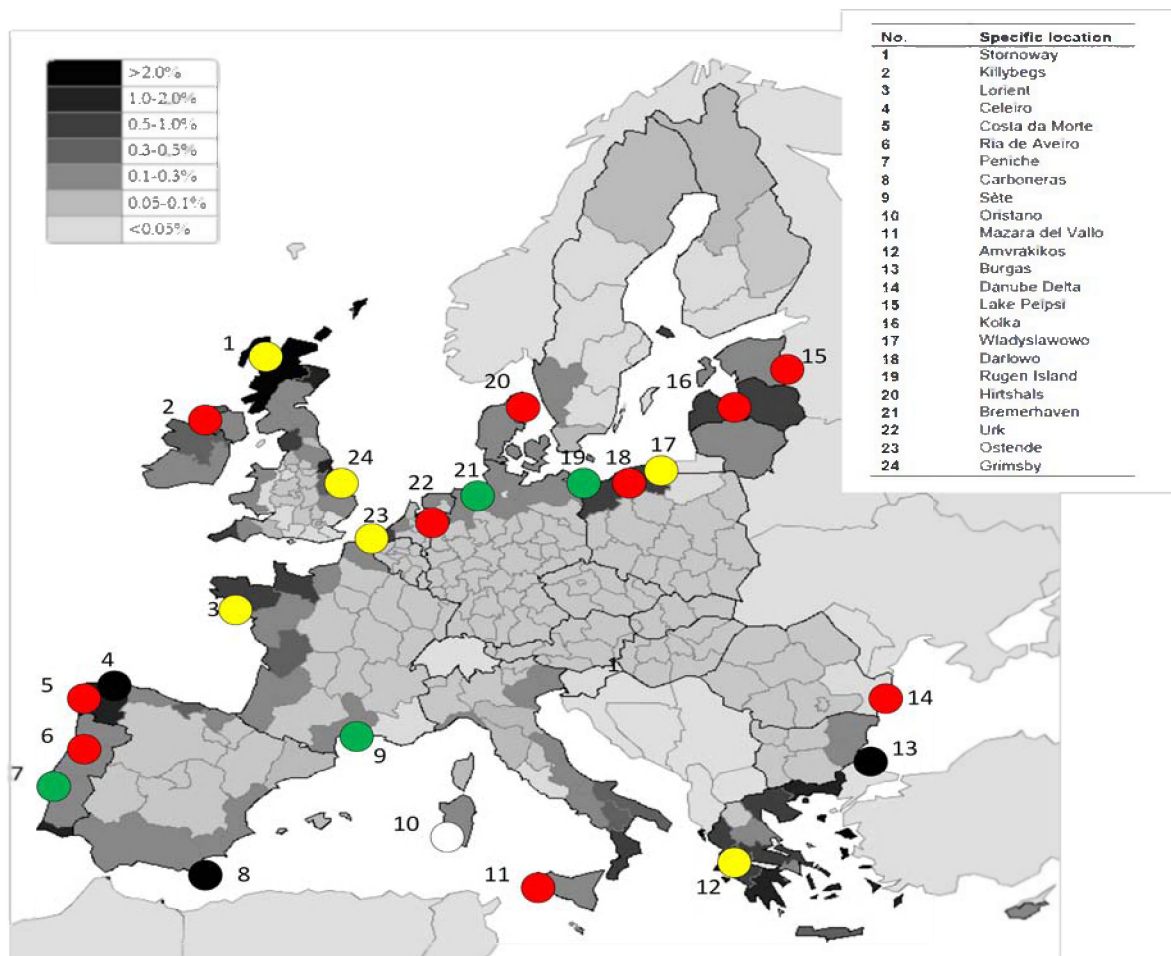 >2.0%
1.0-2.0%
0.5-1.0%
0.3-0.5%
0.1-0.3%
0.05-0.1%
<0.05%
No. Specific location
1 Stornoway
2 Killybegs
3 Lorient
4 Celeiro
5 Costa da Morte
6 Ria de Aveiro
7 Peniche
8 Carboneras
9 Sète
10 Oristano
11 Mazara del Vallo
12 Amvrakikos
13 Burgas
14 Danube Delta
15 Lake Peipsi
16 Kolka
17 Wladyslawowo
18 Darlowo
19 Rugen Island
20 Hirtshals
21 Bremerhaven
22 Urk
23 Ostende
24 Grimsby
1
15
20
16
2
17
24
19
18
21
22
23
3
1
4
5
14
6
9
13
7
10
11
12
8